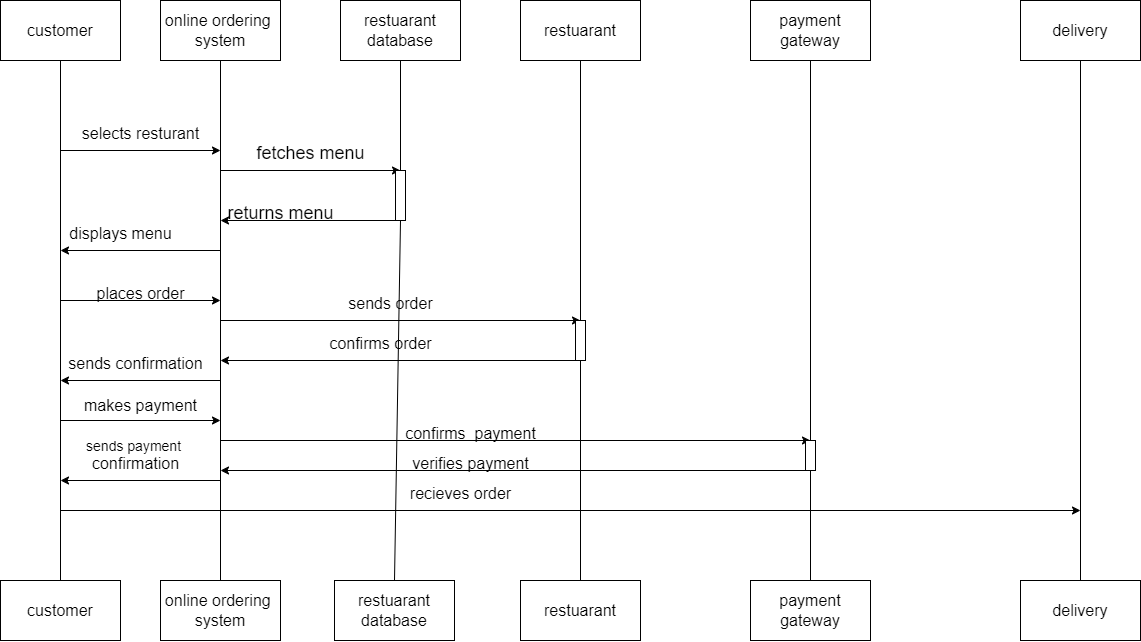 customer
online ordering
system
restuarant
database
restuarant
payment
gateway
delivery
selects resturant
fetches menu
returns menu
displays menu
places order
sends order
confirms order
sends confirmation
makes payment
confirms  payment
sends payment
confirmation
verifies payment
recieves order
customer
online ordering
system
restuarant
database
restuarant
payment
gateway
delivery